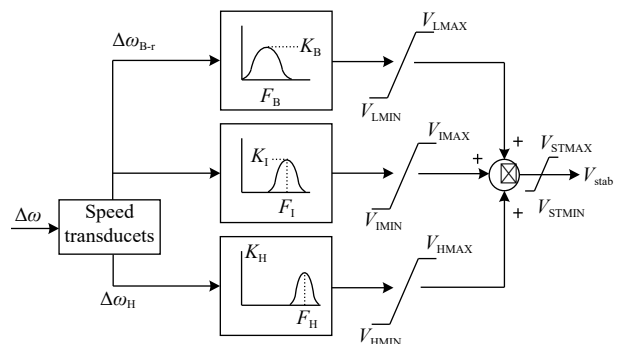 Δω
Speed
transducets
Δω_B-r
Δω_H
K_B
F_B
K_I
F_I
K_H
F_H
V_LMAX
V_LMIN
V_IMAX
V_IMIN
V_HMAX
V_HMIN
+
+
+
V_STMAX
V_STMIN
V_stab